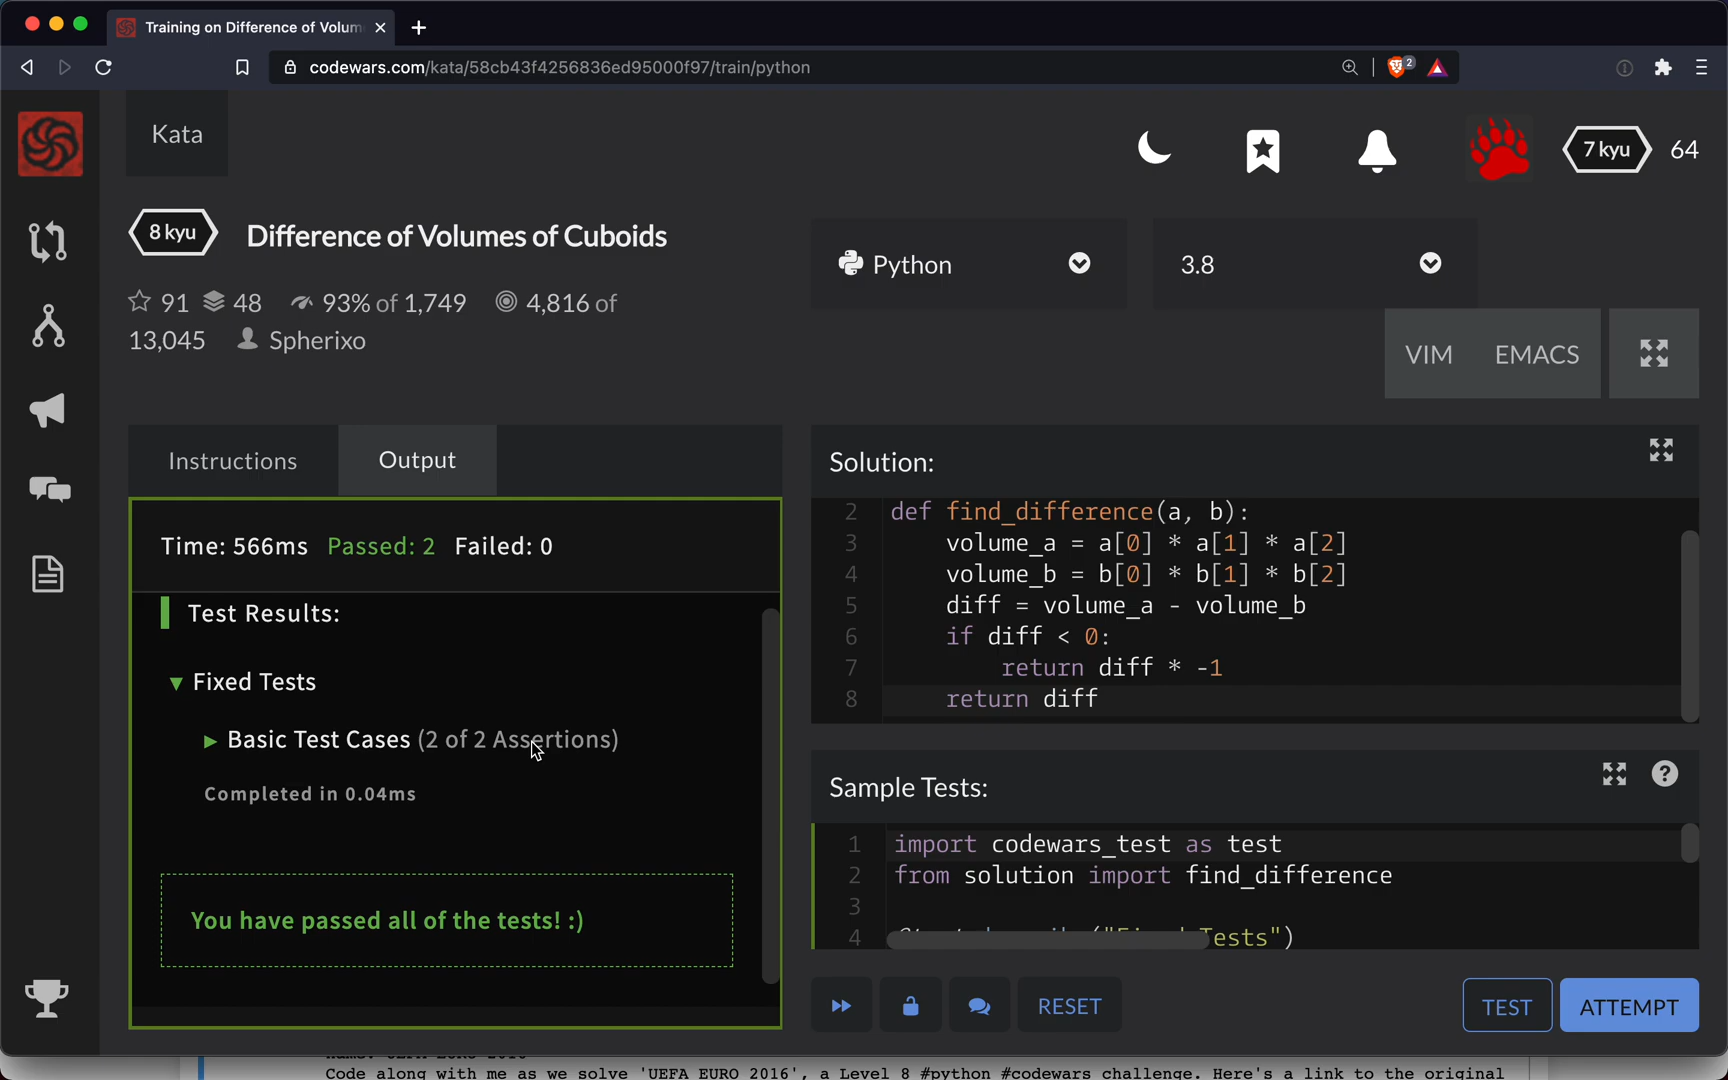 Training on Difference of Volum
codewars.com/kata/58cb43f4256836ed95000f97/train/python
2
Kata
7 kyu 64
8 kyu Difference of Volumes of Cuboids
91 48 93% of 1,749 4,816 of
13,045 Spherixo
Python
3.8
VIM EMACS
Instructions Output
Time: 566ms Passed: 2 Failed: 0
Test Results:
Fixed Tests
Basic Test Cases (2 of 2 Assertions)
Completed in 0.04ms
You have passed all of the tests! :)
Solution:
2 def find_difference(a, b):
3 volume_a = a[0] * a[1] * a[2]
4 volume_b = b[0] * b[1] * b[2]
5 diff = volume_a - volume_b
6 if diff < 0:
7 return diff * -1
8 return diff
Sample Tests:
1 import codewars_test as test
2 from solution import find_difference
3
4 Tests")
RESET
TEST ATTEMPT
Code along with me as we solve 'UEFA EURO 2016', a Level 8 #python #codewars challenge. Here's a link to the original